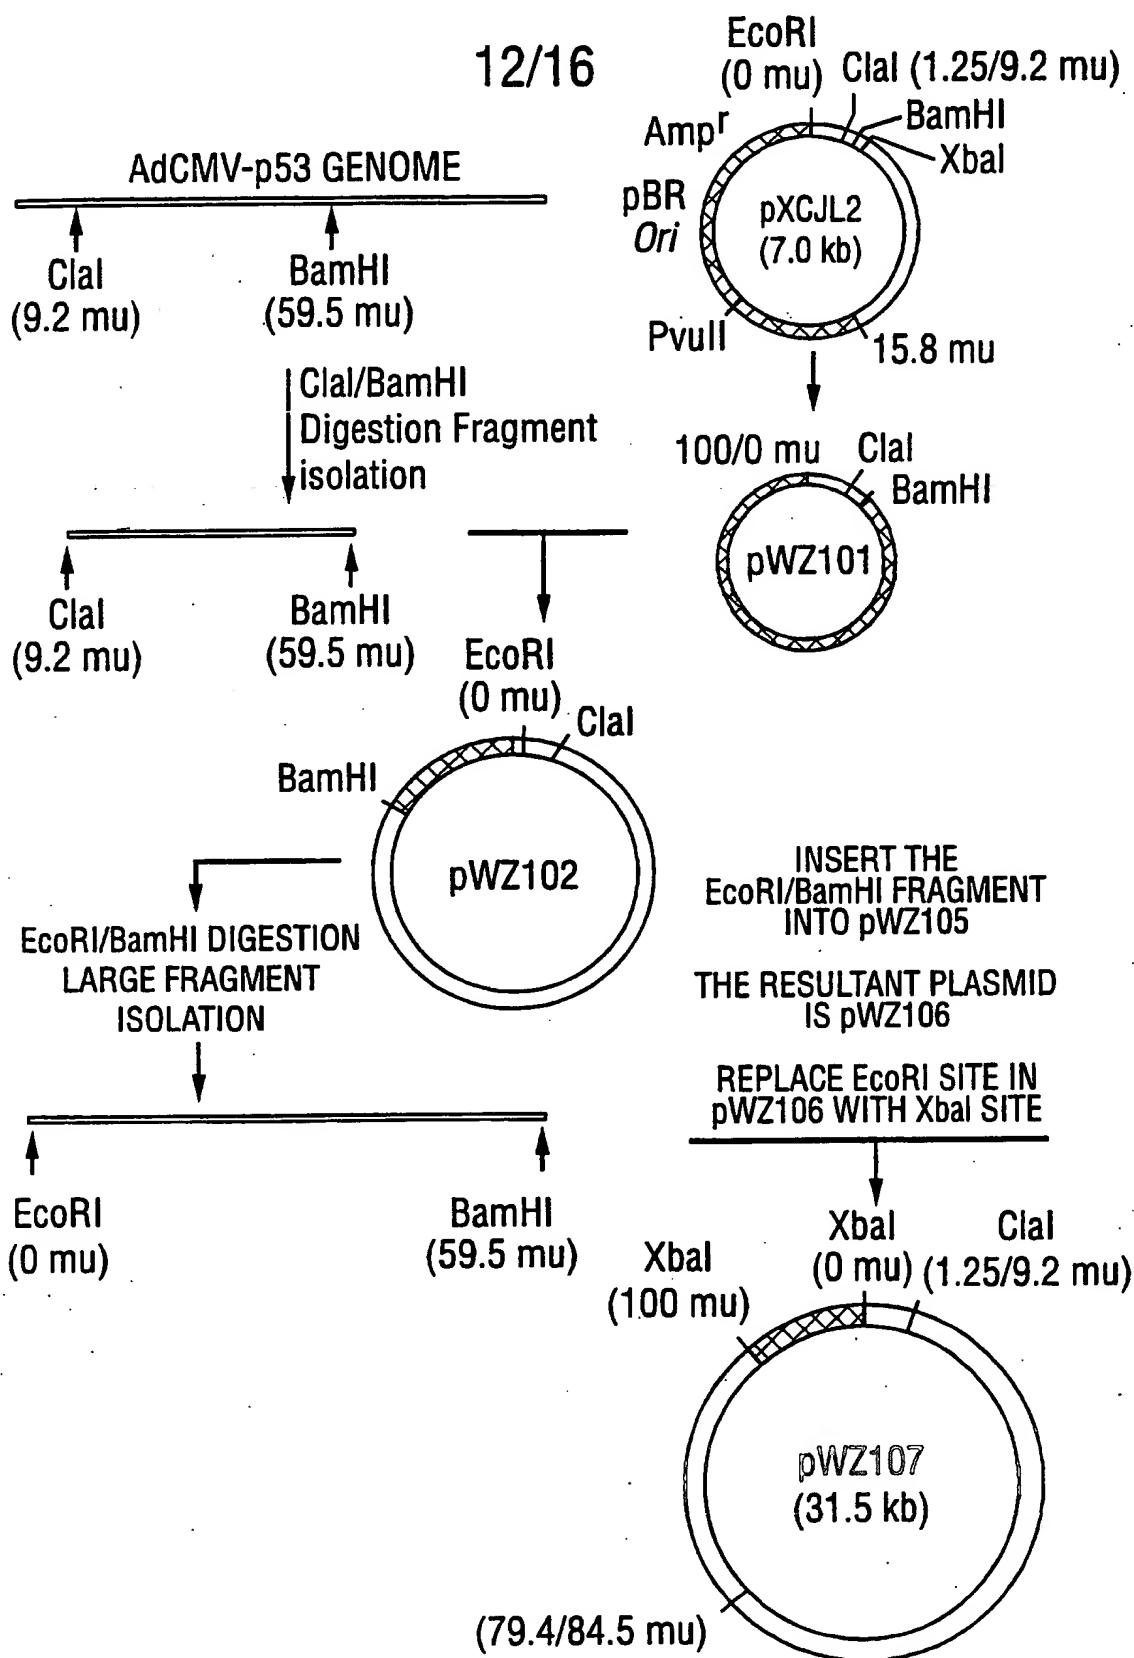 12/16
EcoRI
(0 mu)
ClaI (1.25/9.2 mu)
BamHI
XbaI
Ampr
pBR
Ori
pXCJL2
(7.0 kb)
PvuII
15.8 mu
AdCMV-p53 GENOME
ClaI
(9.2 mu)
BamHI
(59.5 mu)
ClaI/BamHI
Digestion Fragment
isolation
100/0 mu
ClaI
BamHI
pWZ101
ClaI
(9.2 mu)
BamHI
(59.5 mu)
EcoRI
(0 mu)
ClaI
BamHI
pWZ102
EcoRI/BamHI DIGESTION
LARGE FRAGMENT
ISOLATION
EcoRI
(0 mu)
BamHI
(59.5 mu)
INSERT THE
EcoRI/BamHI FRAGMENT
INTO pWZ105
THE RESULTANT PLASMID
IS pWZ106
REPLACE EcoRI SITE IN
pWZ106 WITH XbaI SITE
XbaI
(100 mu)
XbaI
(0 mu)
ClaI
(1.25/9.2 mu)
pWZ107
(31.5 kb)
(79.4/84.5 mu)